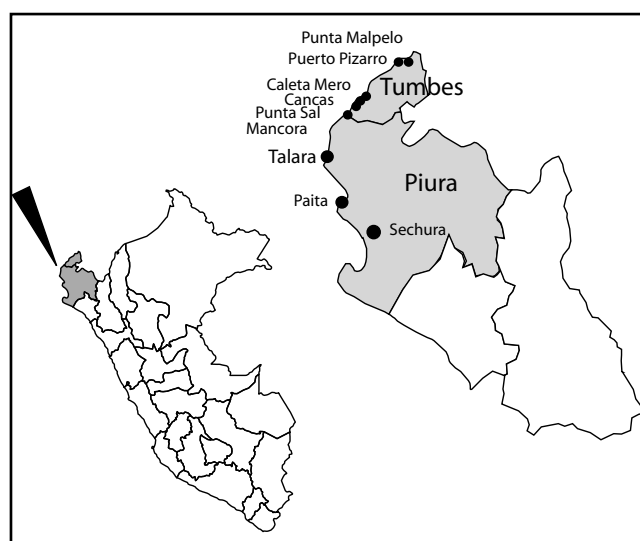 Punta Malpelo
Puerto Pizarro
Tumbes
Caleta Mero
Cancas
Punta Sal
Mancora
Talara
Piura
Paita
Sechura